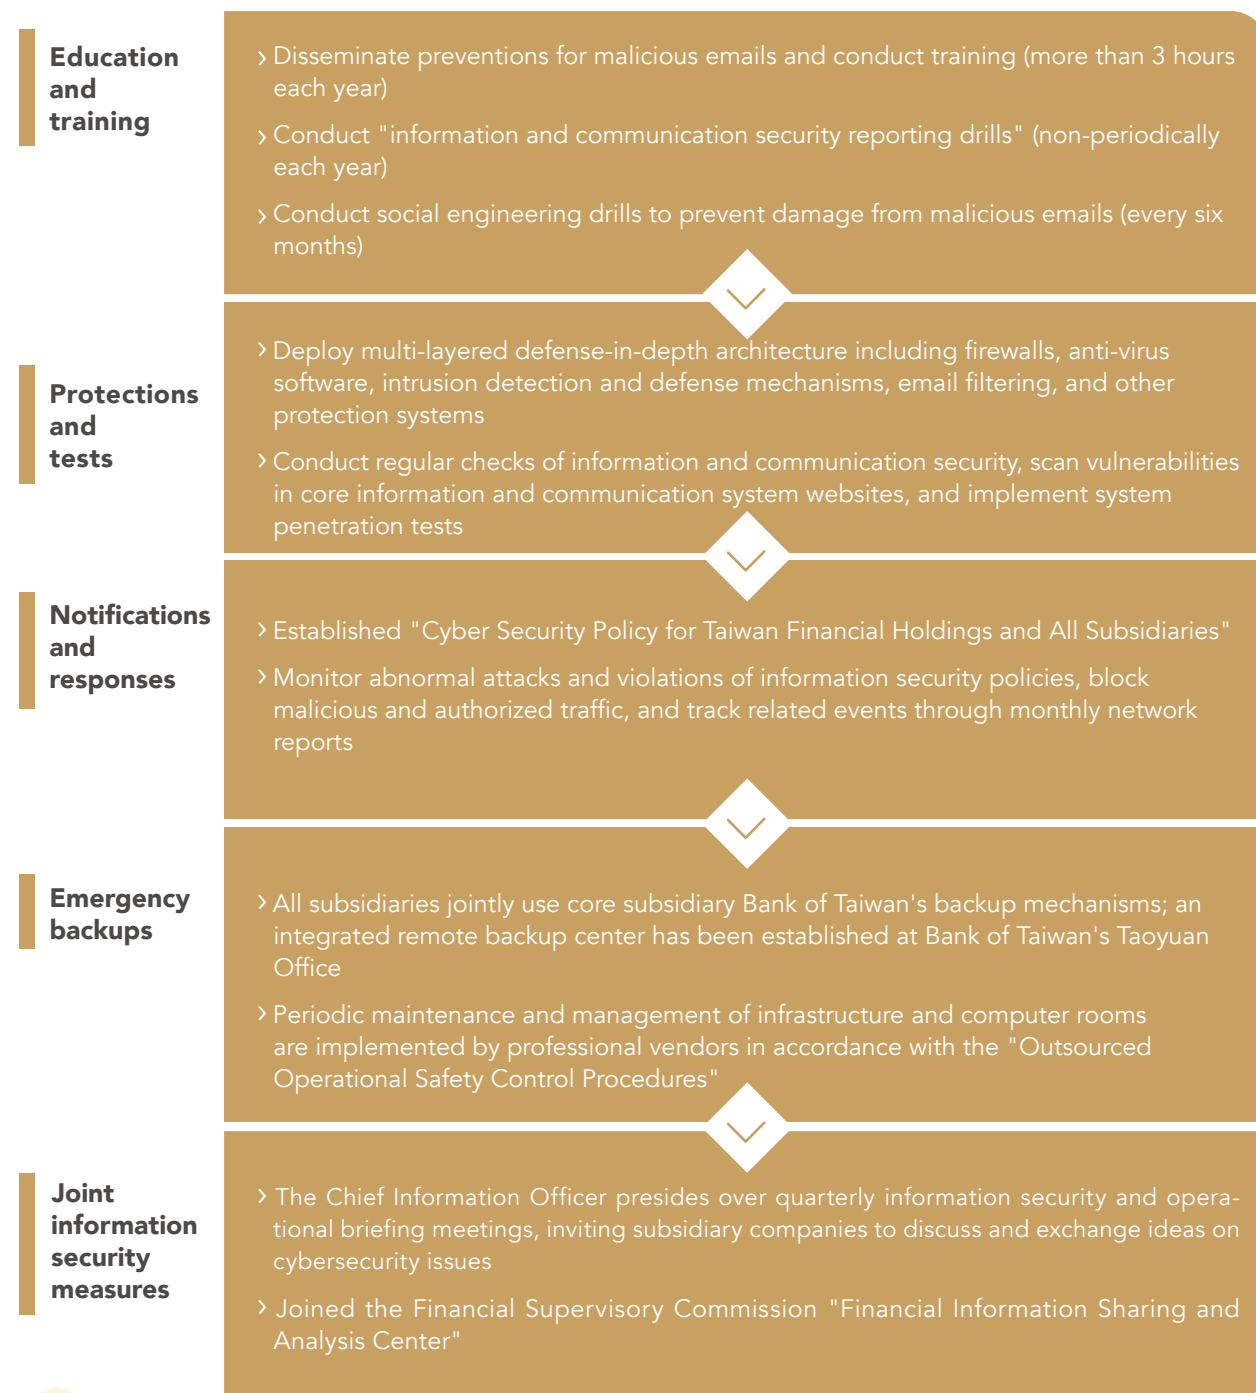 Education
and
training
› Disseminate preventions for malicious emails and conduct training (more than 3 hours
each year)
› Conduct "information and communication security reporting drills" (non-periodically
each year)
› Conduct social engineering drills to prevent damage from malicious emails (every six
months)
Protections
and
tests
› Deploy multi-layered defense-in-depth architecture including firewalls, anti-virus
software, intrusion detection and defense mechanisms, email filtering, and other
protection systems
› Conduct regular checks of information and communication security, scan vulnerabilities
in core information and communication system websites, and implement system
penetration tests
Notifications
and
responses
› Established "Cyber Security Policy for Taiwan Financial Holdings and All Subsidiaries"
› Monitor abnormal attacks and violations of information security policies, block
malicious and authorized traffic, and track related events through monthly network
reports
Emergency
backups
› All subsidiaries jointly use core subsidiary Bank of Taiwan's backup mechanisms; an
integrated remote backup center has been established at Bank of Taiwan's Taoyuan
Office
› Periodic maintenance and management of infrastructure and computer rooms
are implemented by professional vendors in accordance with the "Outsourced
Operational Safety Control Procedures"
Joint
information
security
measures
› The Chief Information Officer presides over quarterly information security and opera-
tional briefing meetings, inviting subsidiary companies to discuss and exchange ideas on
cybersecurity issues
› Joined the Financial Supervisory Commission "Financial Information Sharing and
Analysis Center"